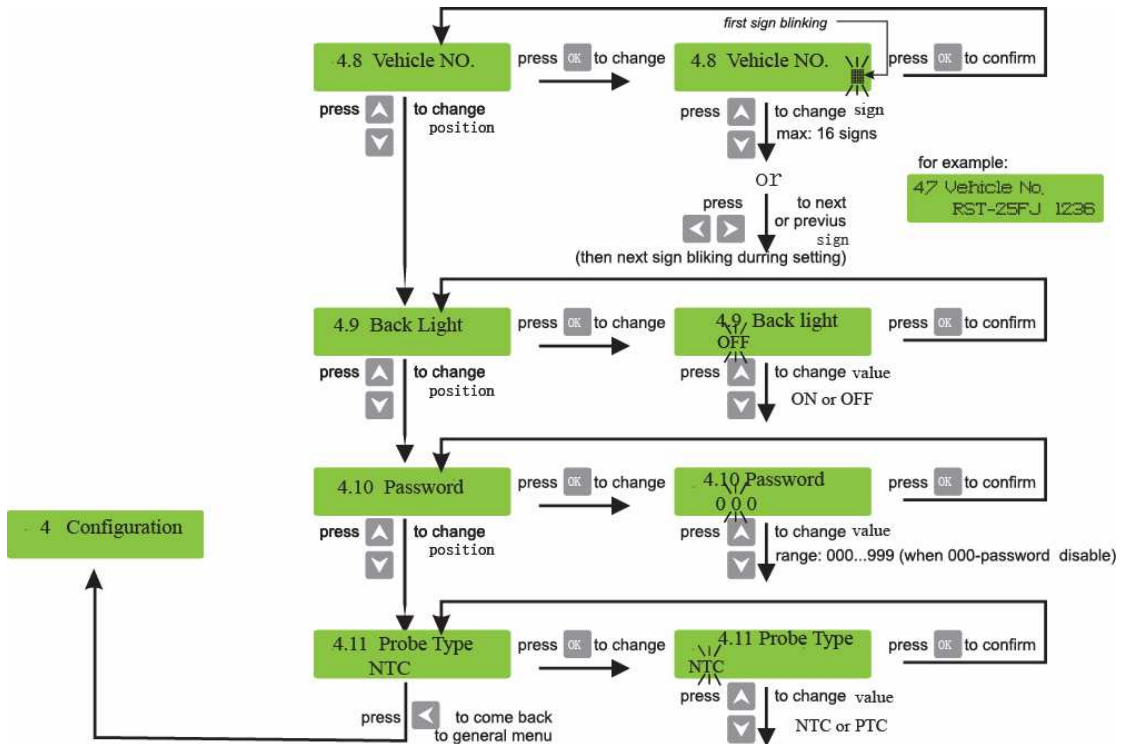 first sign blinking
4.8 Vehicle NO.
press OK to change
4.8 Vehicle NO.
press OK to confirm
press
to change
position
press
to change sign
max: 16 signs
for example:
4.7 Vehicle No.
RST-25FJ 1236
or
press
to next
or previus
sign
(then next sign bliking durring setting)
4.9 Back Light
press OK to change
4.9 Back light
OFF
press OK to confirm
press
to change
position
press
to change value
ON or OFF
4.10 Password
press OK to change
4.10 Password
0 0 0
press OK to confirm
4 Configuration
press
to change
position
press
to change value
range: 000...999 (when 000-password disable)
4.11 Probe Type
NTC
press OK to change
4.11 Probe Type
NTC
press OK to confirm
press
to come back
to general menu
press
to change value
NTC or PTC